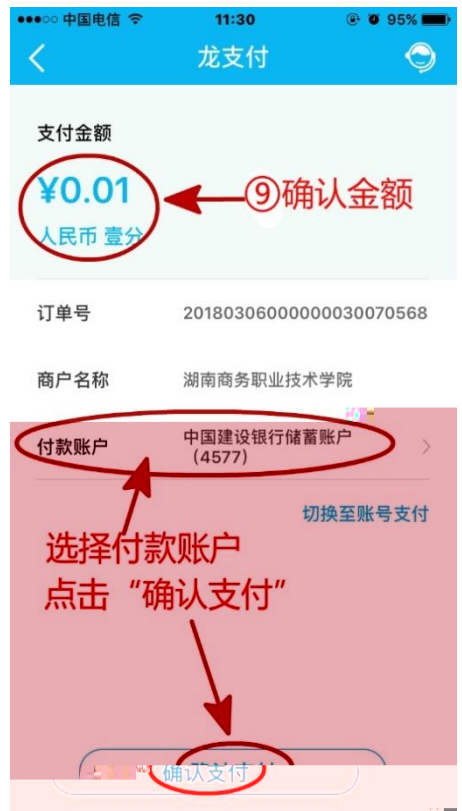 中国电信 11:30 95%
龙支付
支付金额
¥0.01
⑨确认金额
人民币 壹分
订单号 20180306000000030070568
商户名称 湖南商务职业技术学院
付款账户 中国建设银行储蓄账户
(4577)
切换至账号支付
选择付款账户
点击“确认支付”
确认支付